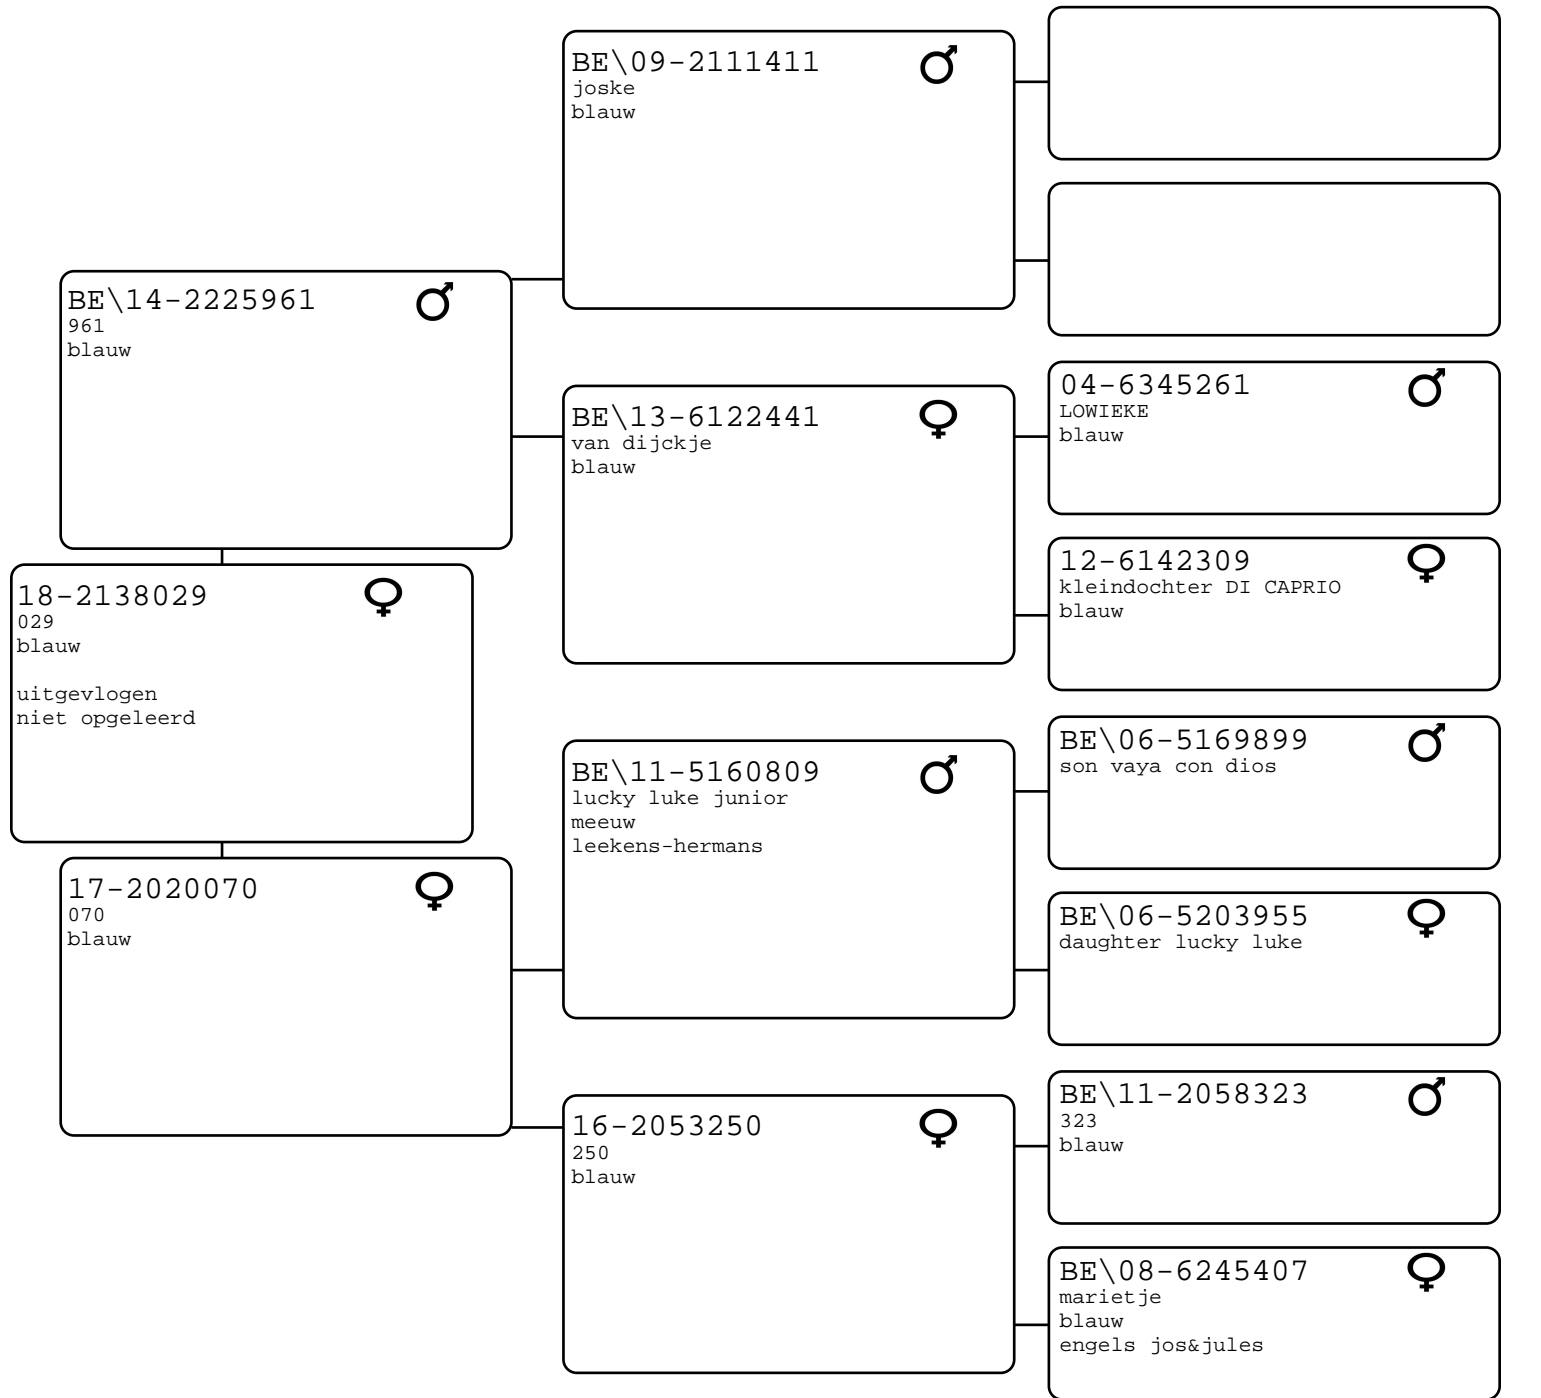 BE\09-2111411
joske
blauw
BE\14-2225961
961
blauw
BE\13-6122441
van dijckje
blauw
04-6345261
LOWIEKE
blauw
12-6142309
kleindochter DI CAPRIO
blauw
18-2138029
029
blauw
uitgevlogen
niet opgeleerd
BE\11-5160809
lucky luke junior
meeuw
leekens-hermans
BE\06-5169899
son vaya con dios
17-2020070
070
blauw
BE\06-5203955
daughter lucky luke
16-2053250
250
blauw
BE\11-2058323
323
blauw
BE\08-6245407
marietje
blauw
engels jos&jules